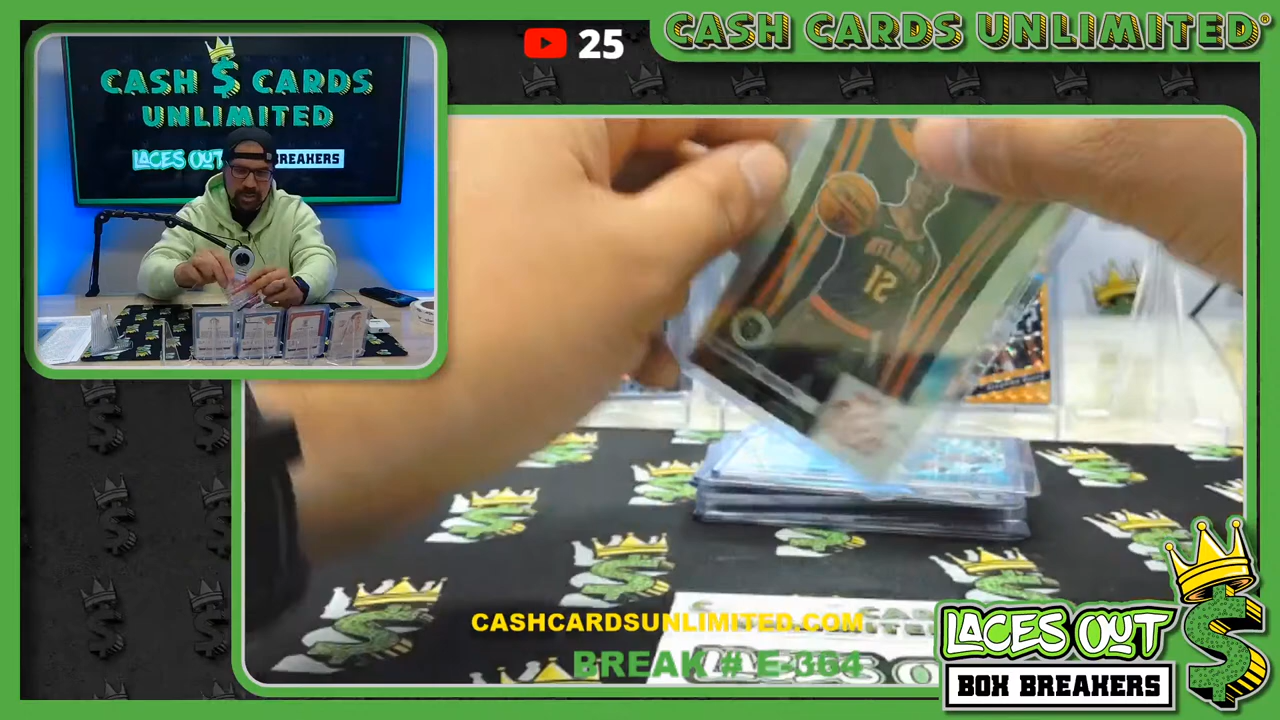 25
CASH CARDS UNLIMITED®
CASH $ CARDS
UNLIMITED
LACES OUT
BREAKERS
ATLANTA
12
CASHCARDSUNLIMITED.COM
BREAK # E-364
LACES OUT
BOX BREAKERS